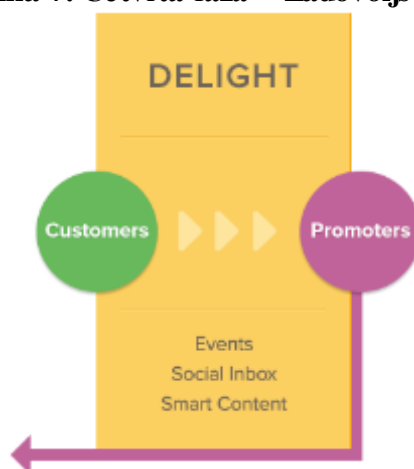 DELIGHT
Customers
Promoters
Events
Social Inbox
Smart Content